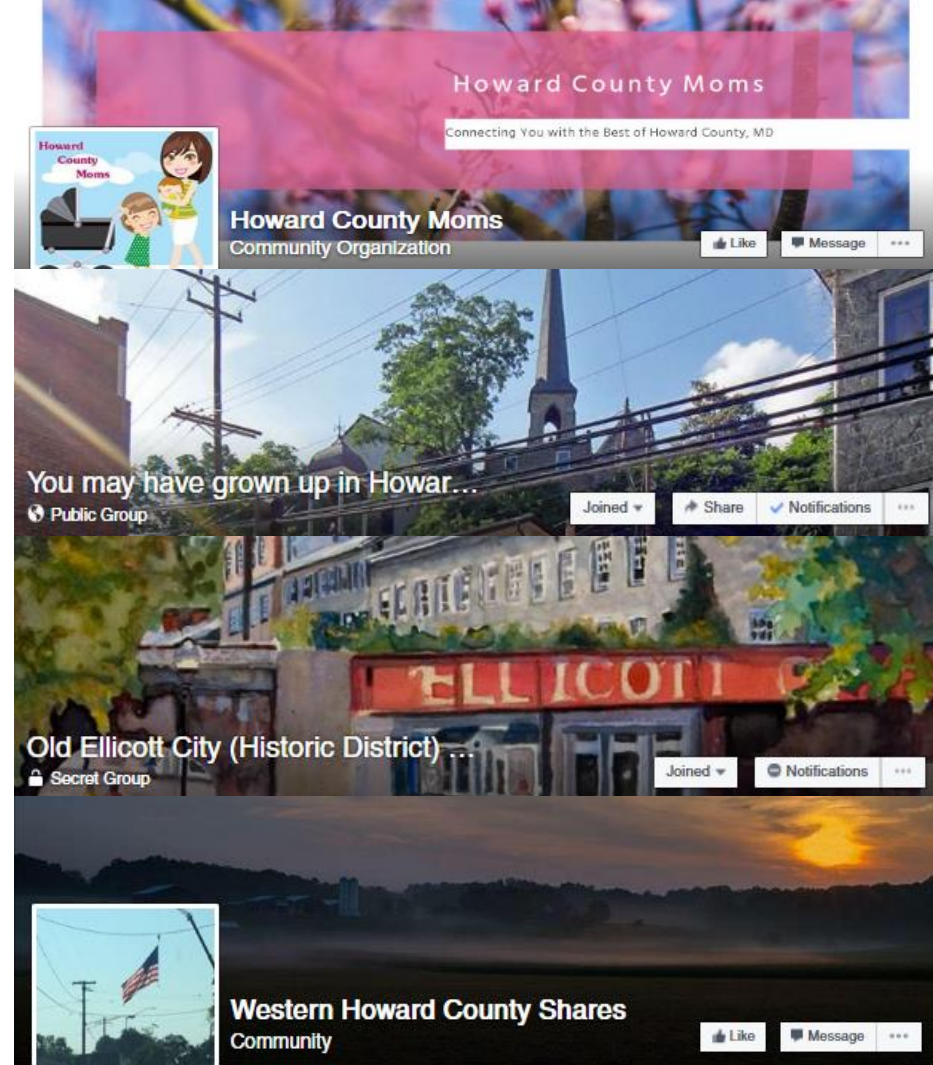 Howard County Moms
Connecting You with the Best of Howard County, MD
Howard
County
Moms
Howard County Moms
Community Organization
Like
Message
You may have grown up in Howar...
Public Group
Joined
Share
Notifications
ELLICOTT C
Old Ellicott City (Historic District) ...
Secret Group
Joined
Notifications
Western Howard County Shares
Community
Like
Message